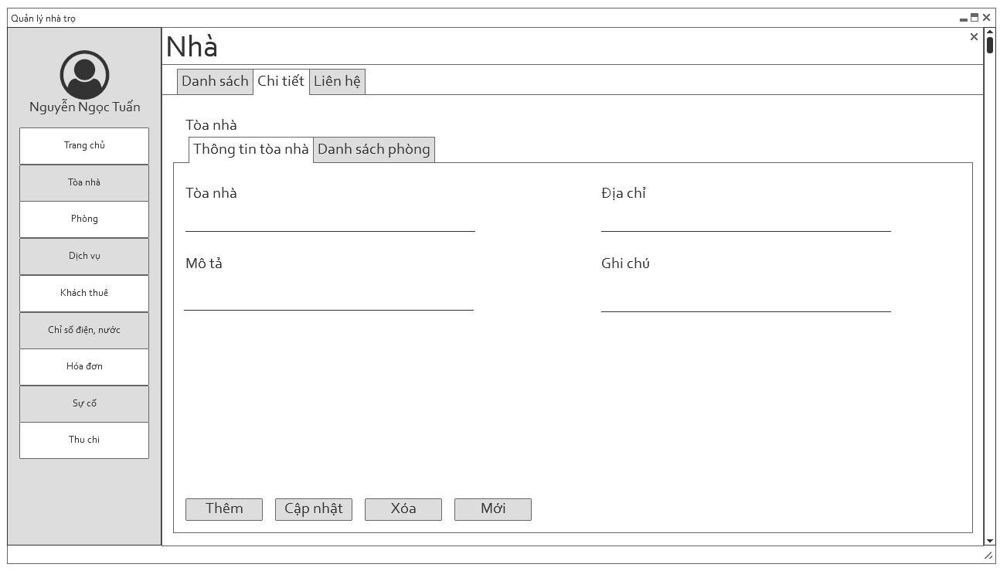 Quản lý nhà trọ
Nhà
Nguyễn Ngọc Tuấn
Trang chủ
Tòa nhà
Phòng
Dịch vụ
Khách thuê
Chỉ số điện, nước
Hóa đơn
Sự cố
Thu chi
Danh sách Chi tiết Liên hệ
Tòa nhà
Thông tin tòa nhà Danh sách phòng
Tòa nhà Địa chỉ
Mô tả Ghi chú
Thêm Cập nhật Xóa Mới